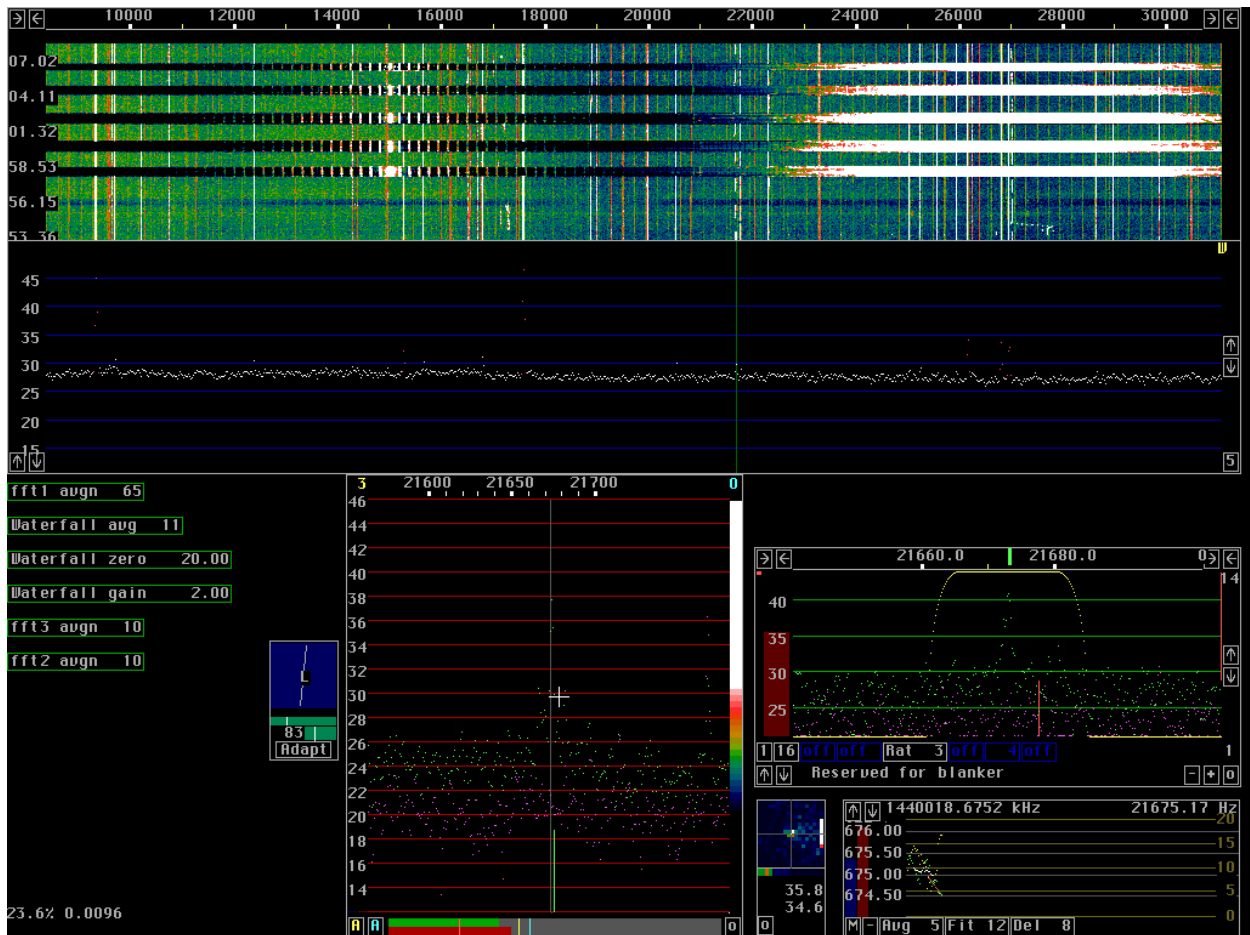 10000 12000 14000 16000 18000 20000 22000 24000 26000 28000 30000
07.02
04.11
01.32
58.53
56.15
53.36
45
40
35
30
25
20
15
5
fft1 avgn 65
Waterfall avg 11
Waterfall zero 20.00
Waterfall gain 2.00
fft3 avgn 10
fft2 avgn 10
L
83
Adapt
23.6% 0.0096
3 21600 21650 21700 0
46
44
42
40
38
36
34
32
30
28
26
24
22
20
18
16
14
A A o
21660.0 21680.0 0
14
40
35
30
25
1 16 off off Rat 3 off 4 off 1
Reserved for blanker - + o
35.8
34.6
o
1440018.6752 kHz 21675.17 Hz
676.00
675.50
675.00
674.50
20
15
10
5
0
M - Avg 5 Fit 12 Del 8